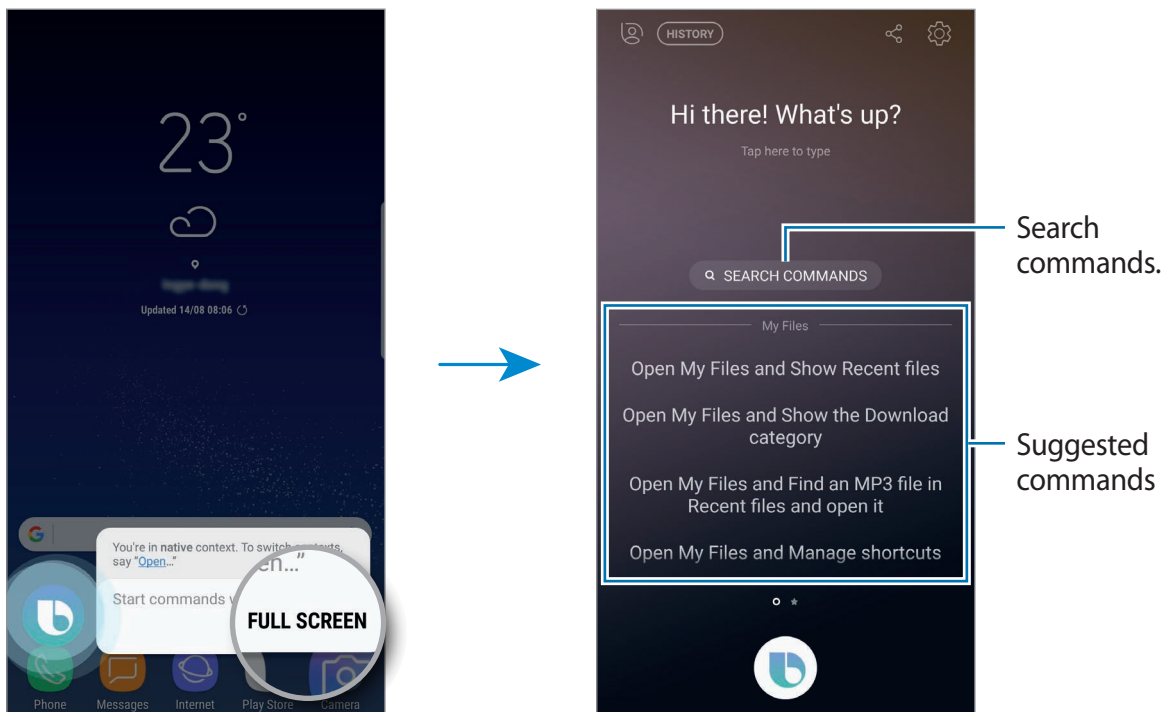 23°
Updated 14/08 08:06
G
You're in native context. To switch
say "Open…"
Start commands
en..."
FULL SCREEN
Phone
Messages
Internet
Play Store
Camera
HISTORY
Hi there! What's up?
Tap here to type
SEARCH COMMANDS
My Files
Open My Files and Show Recent files
Open My Files and Show the Download
category
Open My Files and Find an MP3 file in
Recent files and open it
Open My Files and Manage shortcuts
Search
commands.
Suggested
commands